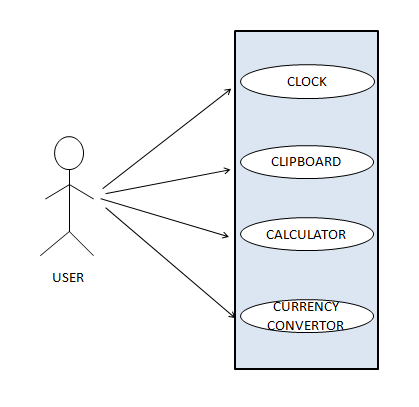 CLOCK
CLIPBOARD
CALCULATOR
USER
CURRENCY
CONVERTOR